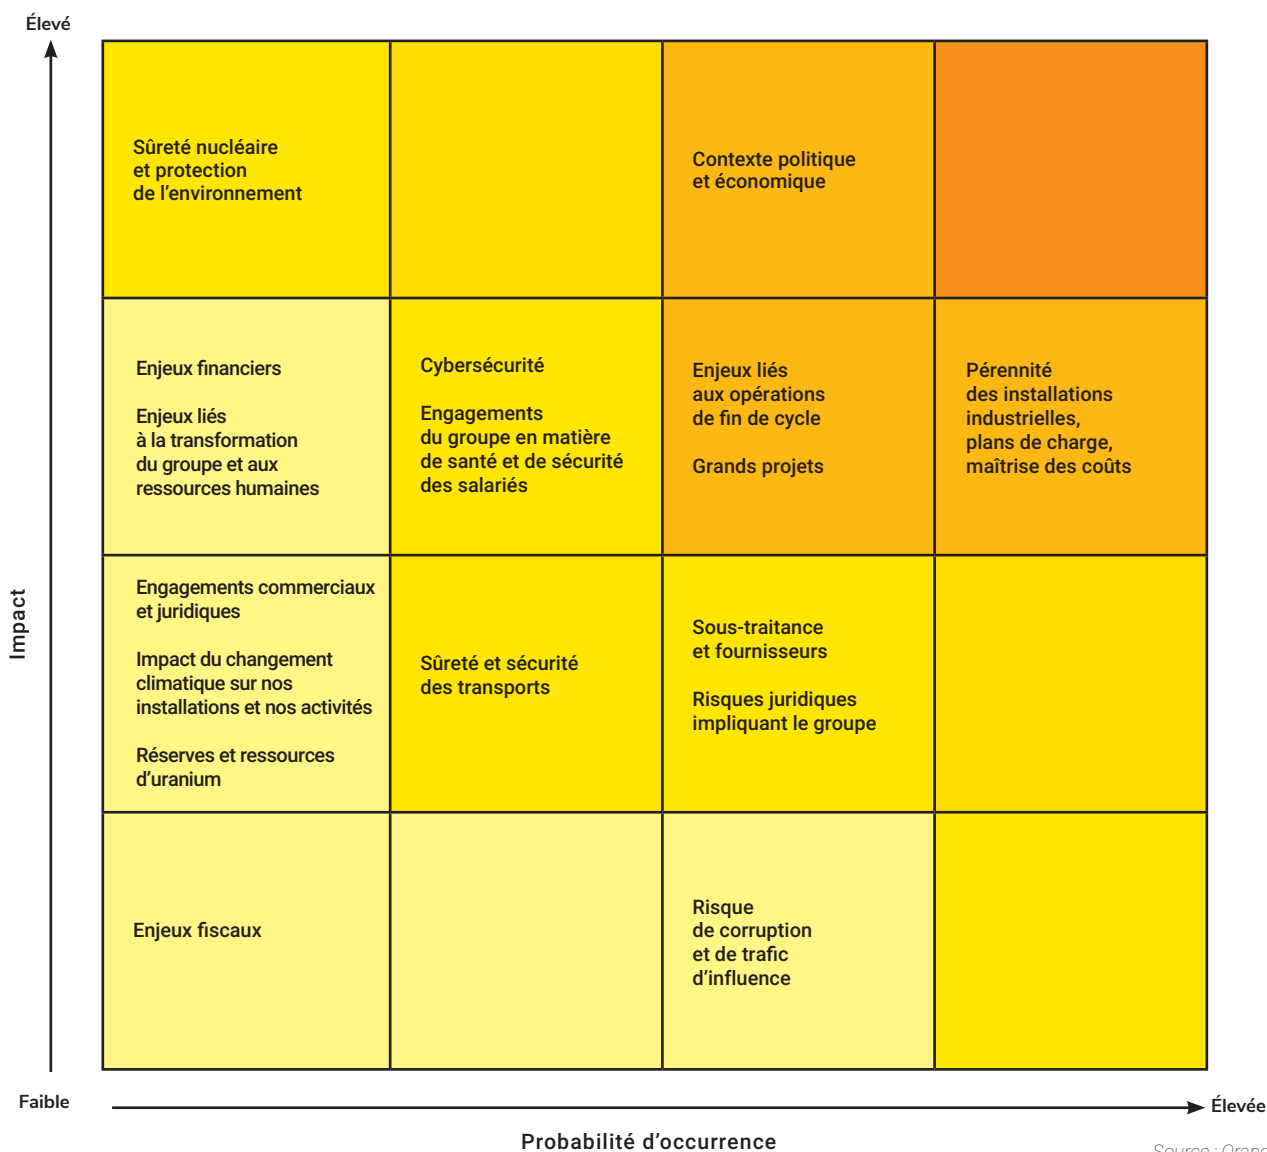 Élevé
Sûreté nucléaire
et protection
de l'environnement
Contexte politique
et économique
Enjeux financiers
Enjeux liés
à la transformation
du groupe et aux
ressources humaines
Cybersécurité
Engagements
du groupe en matière
de santé et de sécurité
des salariés
Enjeux liés
aux opérations
de fin de cycle
Grands projets
Pérennité
des installations
industrielles,
plans de charge,
maîtrise des coûts
Impact
Engagements commerciaux
et juridiques
Impact du changement
climatique sur nos
installations et nos activités
Réserves et ressources
d'uranium
Sûreté et sécurité
des transports
Sous-traitance
et fournisseurs
Risques juridiques
impliquant le groupe
Enjeux fiscaux
Risque
de corruption
et de trafic
d'influence
Faible
Élevée
Probabilité d'occurrence
Source :